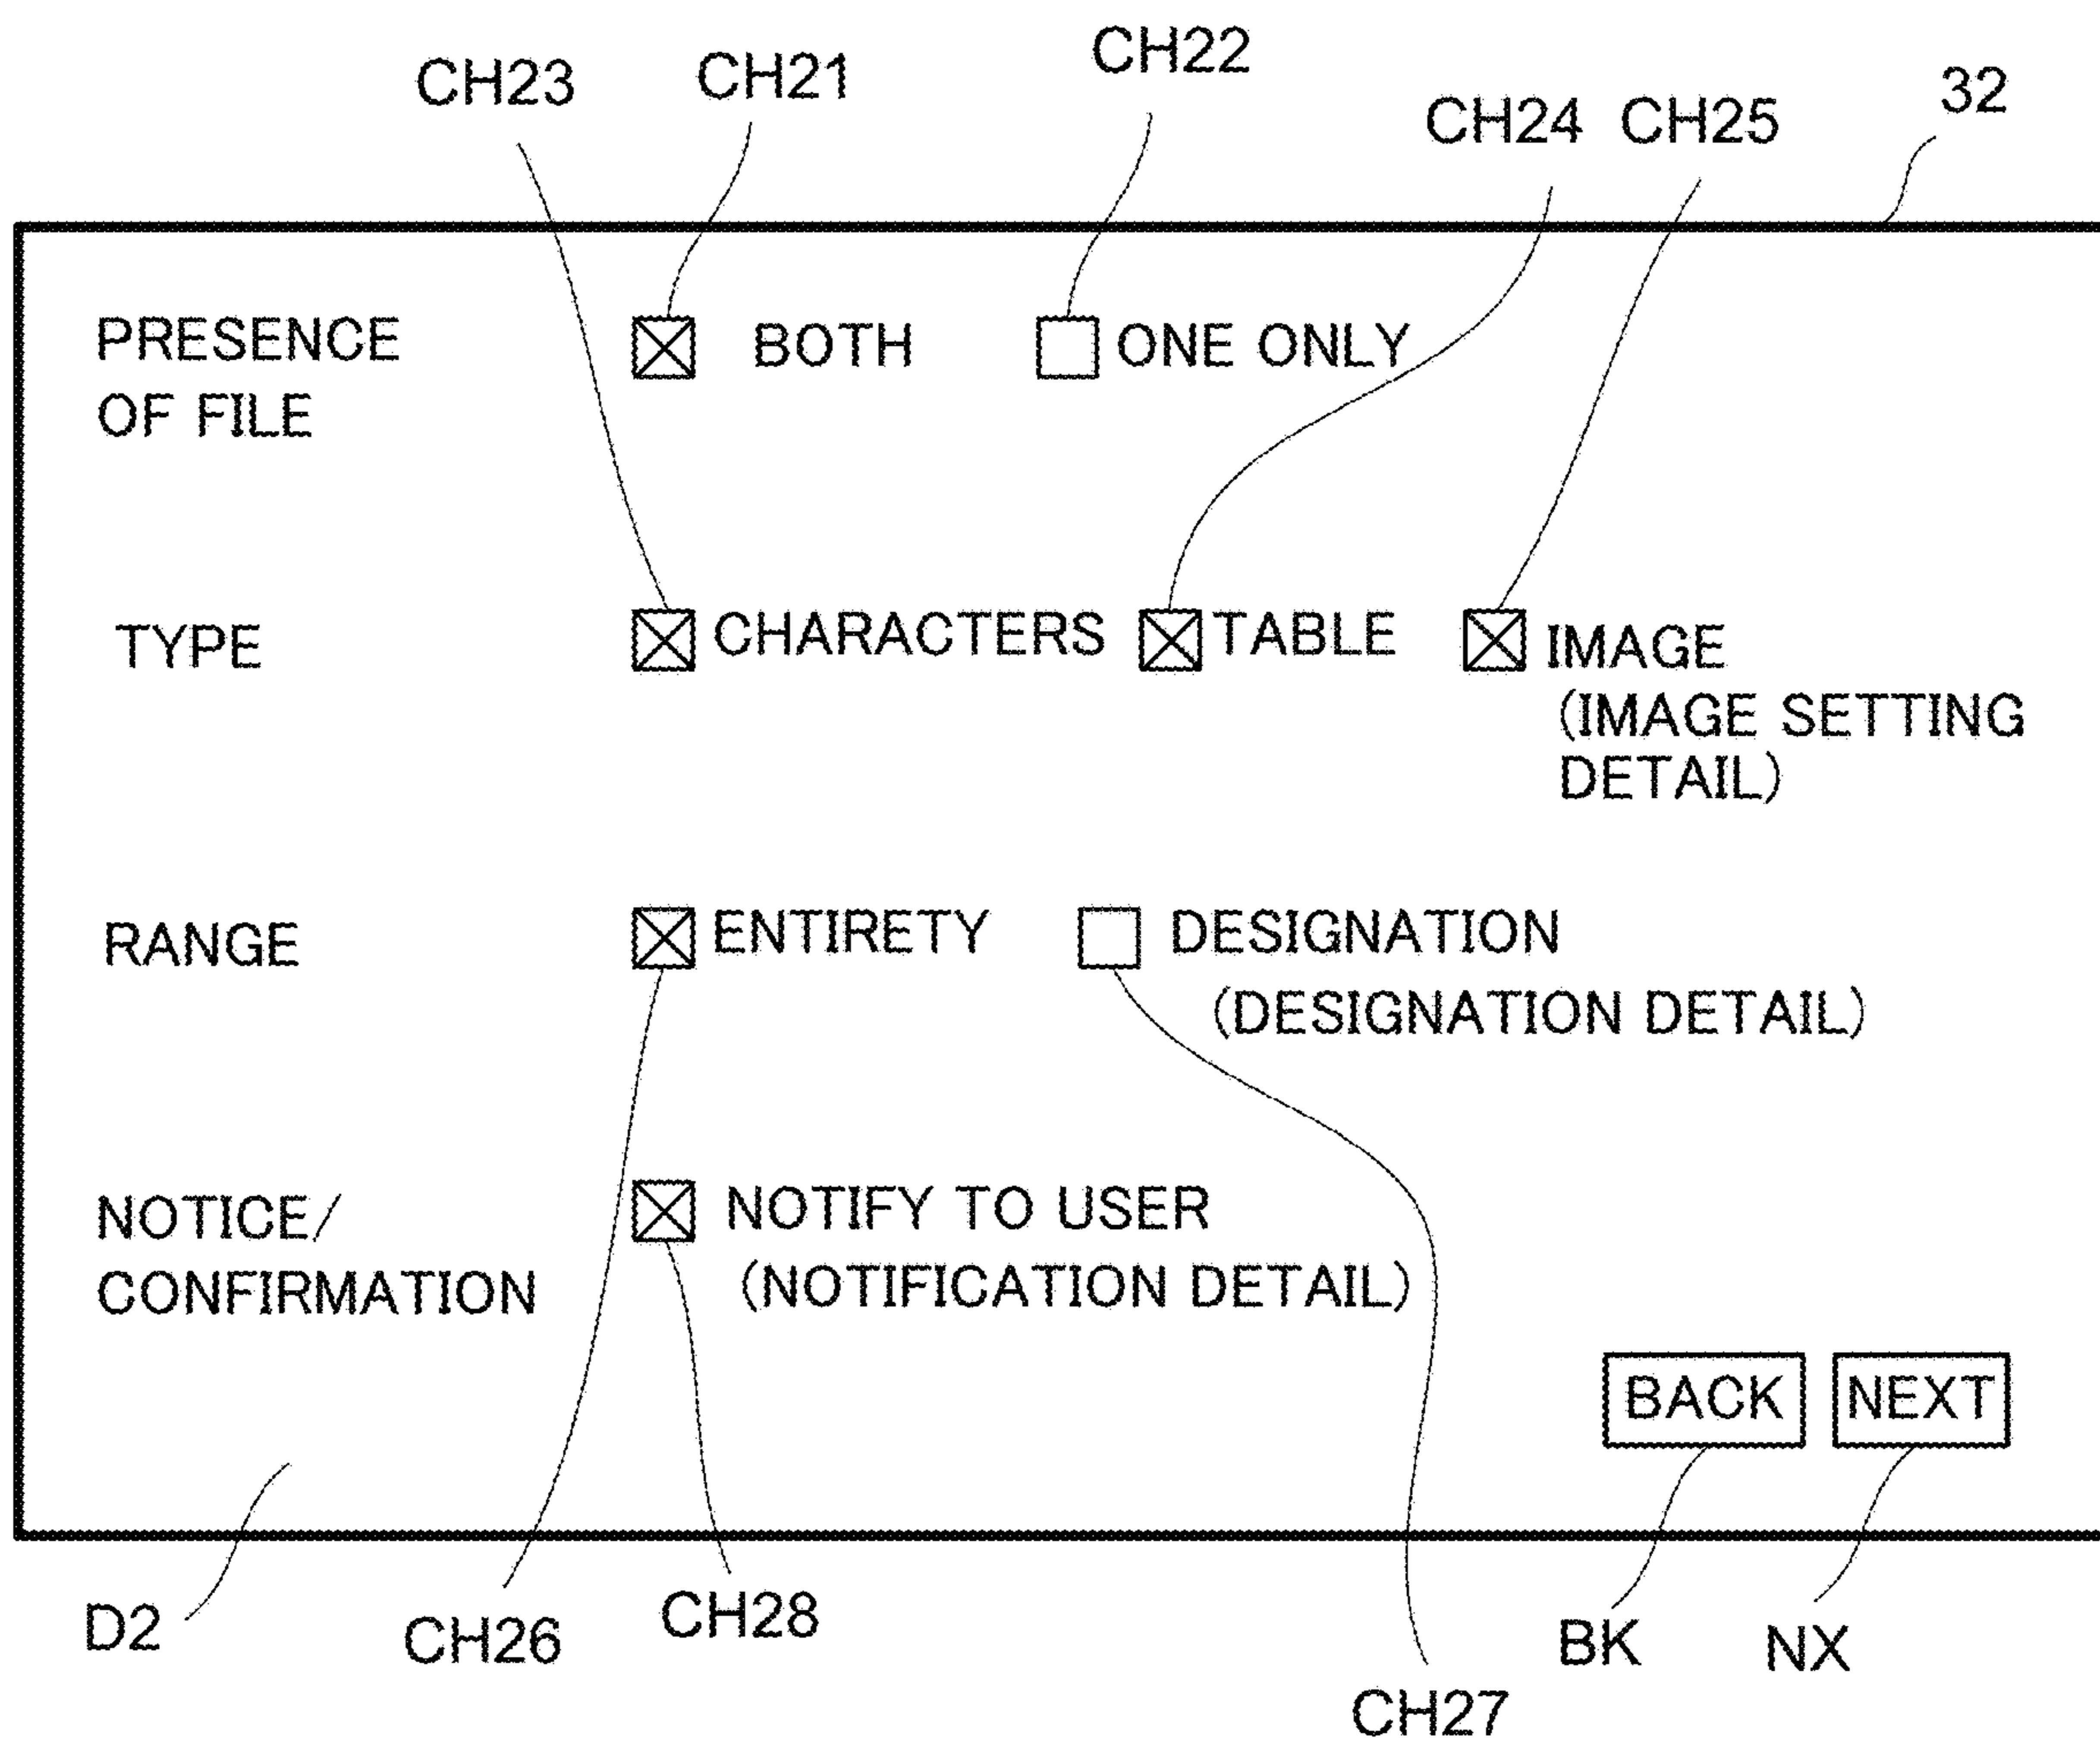 CH23 CH21 CH22 CH24 CH25 32
PRESENCE
OF FILE
BOTH ONE ONLY
TYPE CHARACTERS TABLE IMAGE
(IMAGE SETTING
DETAIL)
RANGE ENTIRETY DESIGNATION
(DESIGNATION DETAIL)
NOTICE/
CONFIRMATION
NOTIFY TO USER
(NOTIFICATION DETAIL)
BACK NEXT
D2 CH26 CH28 CH27 BK NX